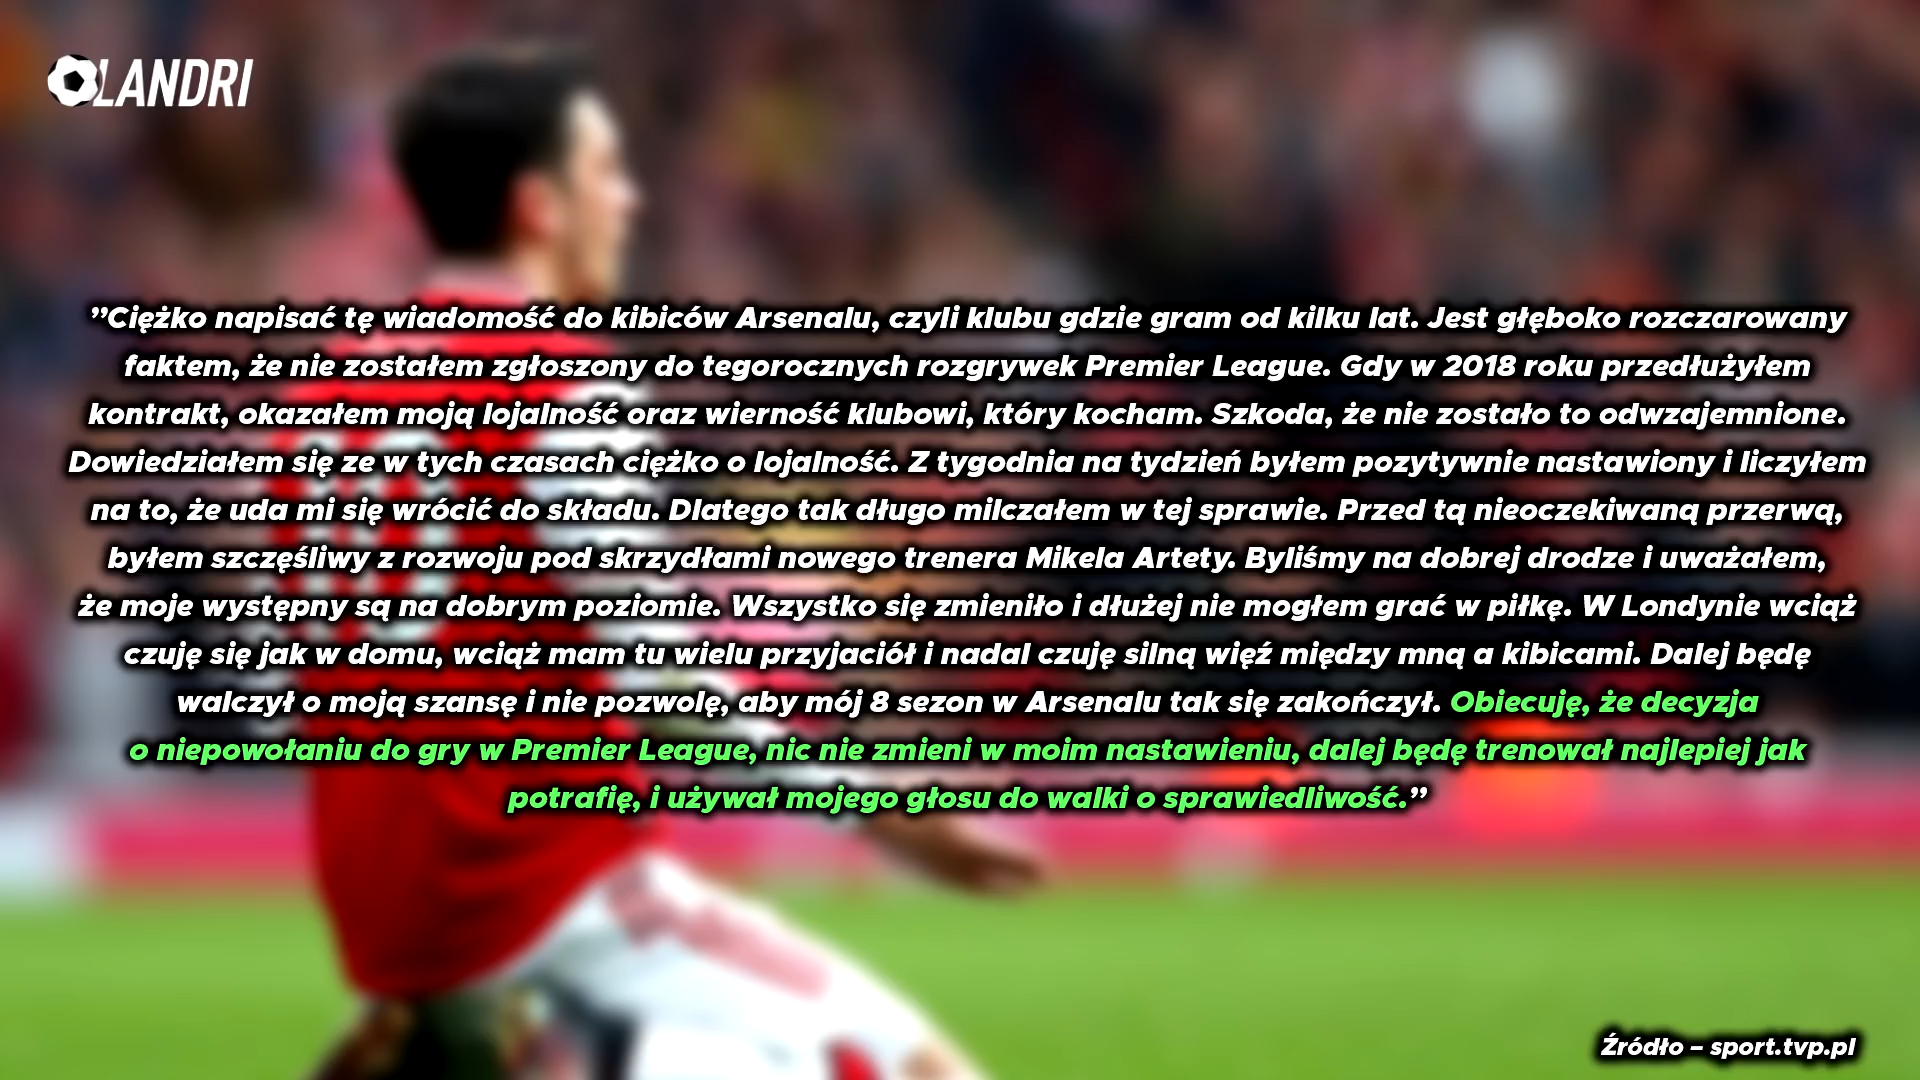 OLANDRI
”Ciężko napisać tę wiadomość do kibiców Arsenalu, czyli klubu gdzie gram od kilku lat. Jest głęboko rozczarowany
faktem, że nie zostałem zgłoszony do tegorocznych rozgrywek Premier League. Gdy w 2018 roku przedłużyłem
kontrakt, okazałem moją lojalność oraz wierność klubowi, który kocham. Szkoda, że nie zostało to odwzajemnione.
Dowiedziałem się ze w tych czasach ciężko o lojalność. Z tygodnia na tydzień byłem pozytywnie nastawiony i liczyłem
na to, że uda mi się wrócić do składu. Dlatego tak długo milczałem w tej sprawie. Przed tą nieoczekiwaną przerwą,
byłem szczęśliwy z rozwoju pod skrzydłami nowego trenera Mikela Artety. Byliśmy na dobrej drodze i uważałem,
że moje występny są na dobrym poziomie. Wszystko się zmieniło i dłużej nie mogłem grać w piłkę. W Londynie wciąż
czuję się jak w domu, wciąż mam tu wielu przyjaciół i nadal czuję silną więź między mną a kibicami. Dalej będę
walczył o moją szansę i nie pozwolę, aby mój 8 sezon w Arsenalu tak się zakończył. Obiecuję, że decyzja
o niepowołaniu do gry w Premier League, nic nie zmieni w moim nastawieniu, dalej będę trenował najlepiej jak
potrafię, i używał mojego głosu do walki o sprawiedliwość.”
Źródło – sport.tvp.pl